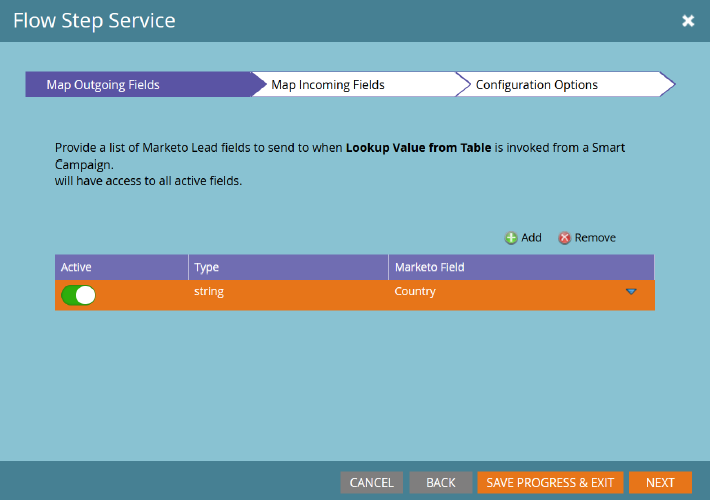 Flow Step Service
Map Outgoing Fields
Map Incoming Fields
Configuration Options
Provide a list of Marketo Lead fields to send to when Lookup Value from Table is invoked from a Smart
Campaign.
will have access to all active fields.
Add
Remove
Active
Type
Marketo Field
string
Country
CANCEL
BACK
SAVE PROGRESS & EXIT
NEXT